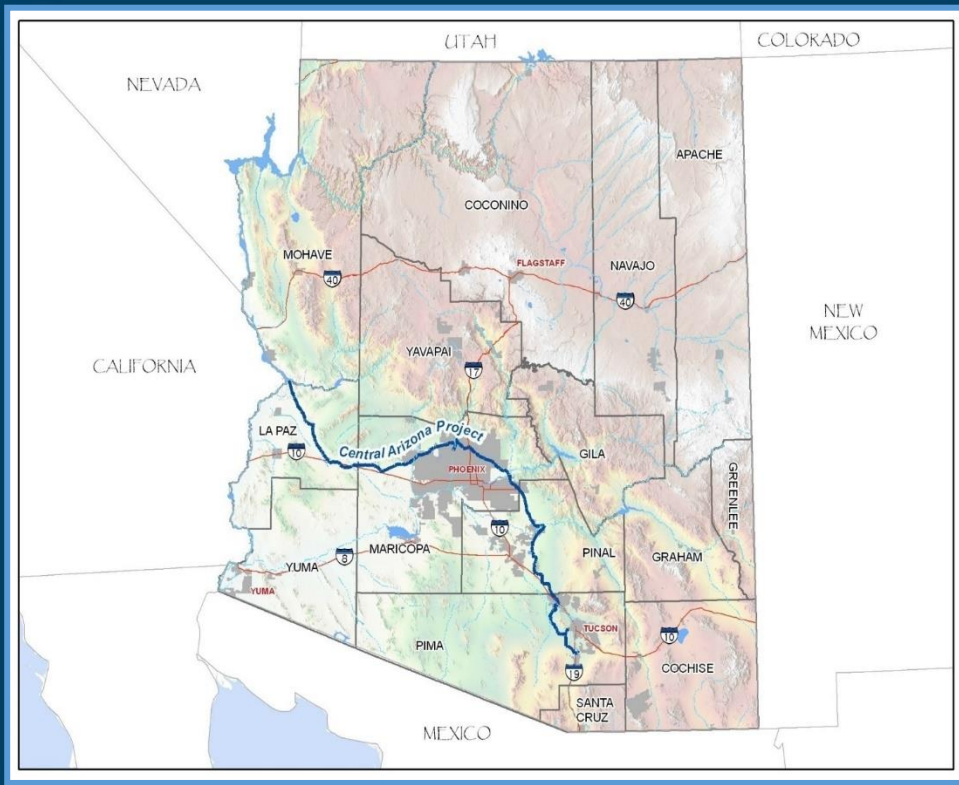 UTAH
COLORADO
NEVADA
APACHE
COCONINO
MOHAVE
FLAGSTAFF
NAVAJO
40
40
NEW
MEXICO
YAVAPAI
CALIFORNIA
17
LA PAZ
Central Arizona Project
10
GILA
PHOENIX
GREENLEE
10
MARICOPA
PINAL
GRAHAM
8
YUMA
YUMA
TUCSON
10
PIMA
COCHISE
19
SANTA
CRUZ
MEXICO